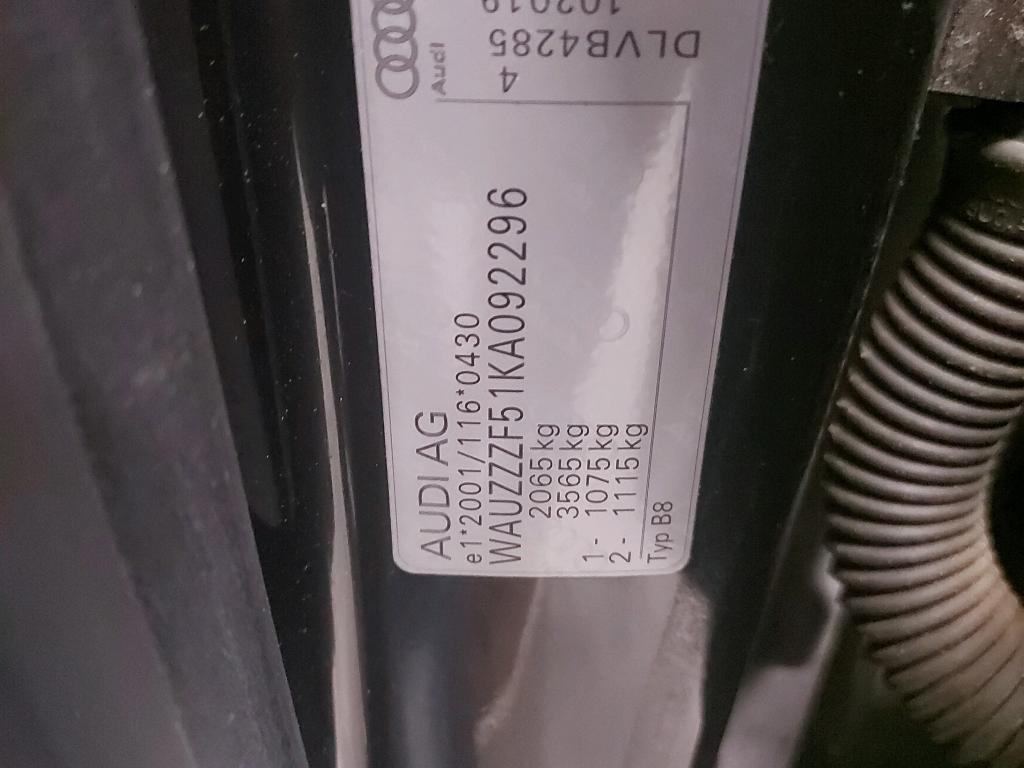 AUDI AG
e1*2001/116*0430
WAUZZZF51KA092296
2065 kg
3565 kg
1- 1075 kg
2- 1115 kg
Typ B8
Audi
DLVB4285
4